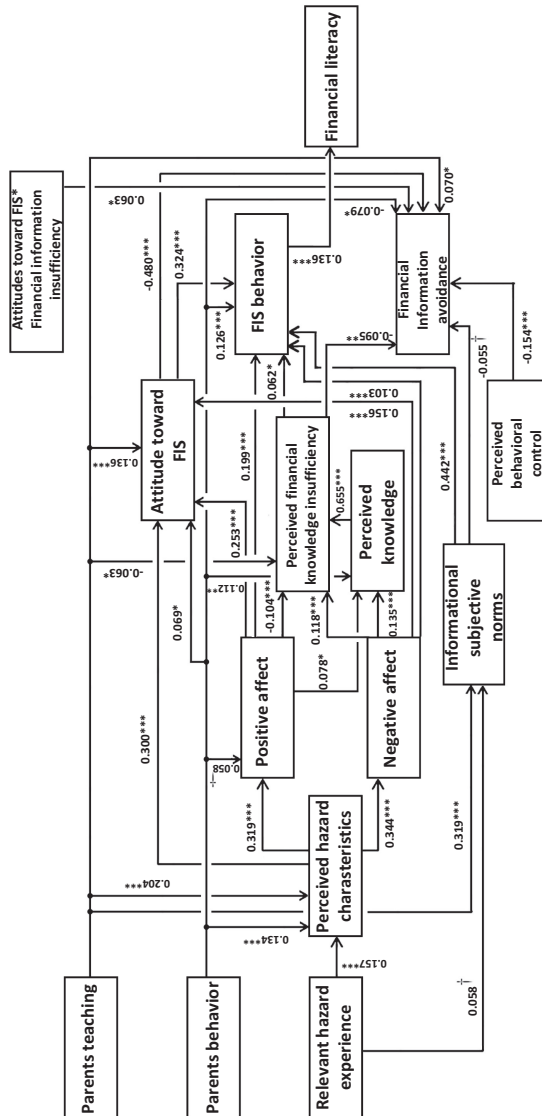 Parents teaching
Parents behavior
Relevant hazard
experience
0.204***
0.134***
0.157***
Perceived hazard
charasteristics
0.300***
0.319***
0.344***
0.319***
0.058†
0.069*
0.058†
Positive affect
Negative affect
Informational
subjective
norms
-0.063*
0.112**
-0.104***
0.078*
0.118***
0.135***
0.136***
Attitude toward
FIS
0.253***
0.199***
Perceived financial
knowledge insufficiency
0.655***
Perceived
knowledge
0.062*
-0.095**
0.103***
0.156***
0.442***
Perceived
behavioral
control
Attitudes toward FIS*
Financial information
insufficiency
0.063*
-0.480***
0.324***
0.126***
FIS behavior
0.136***
-0.079*
Financial
Information
avoidance
0.070*
-0.055†
-0.154***
Financial literacy